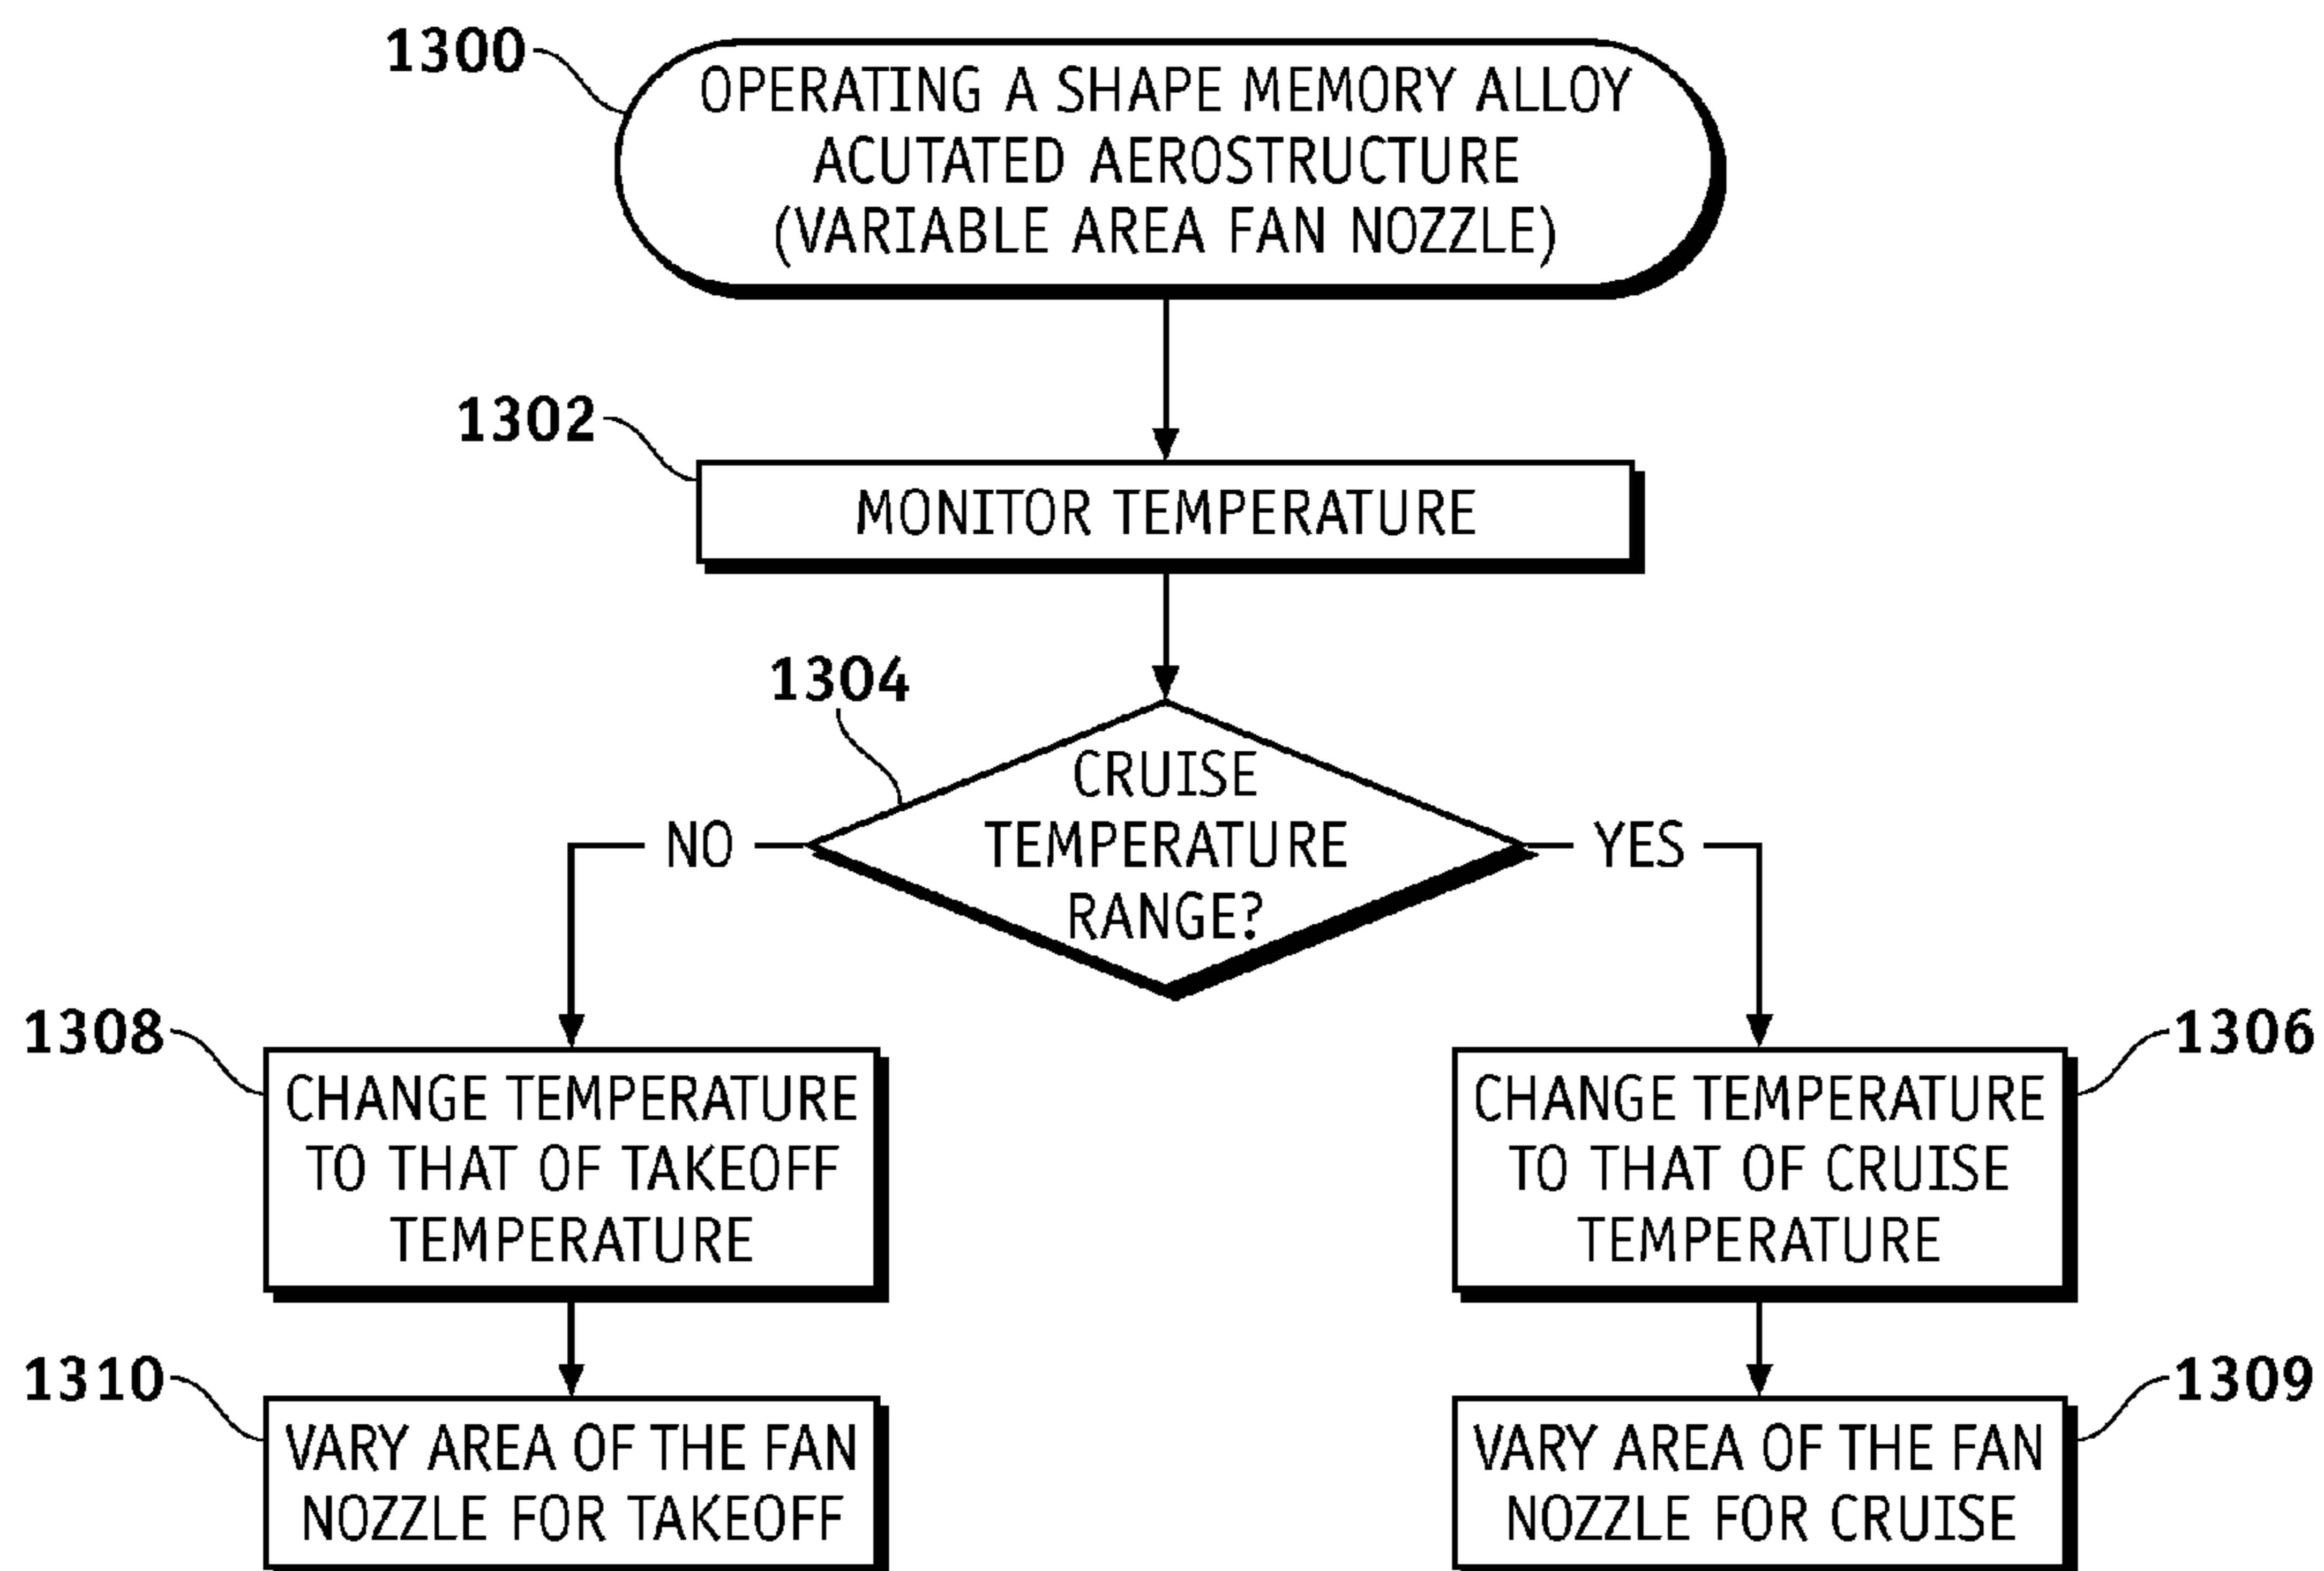 1300
OPERATING A SHAPE MEMORY ALLOY
ACUTATED AEROSTRUCTURE
(VARIABLE AREA FAN NOZZLE)
1302
MONITOR TEMPERATURE
1304
CRUISE
TEMPERATURE
RANGE?
NO
YES
1308
CHANGE TEMPERATURE
TO THAT OF TAKEOFF
TEMPERATURE
1306
CHANGE TEMPERATURE
TO THAT OF CRUISE
TEMPERATURE
1310
VARY AREA OF THE FAN
NOZZLE FOR TAKEOFF
1309
VARY AREA OF THE FAN
NOZZLE FOR CRUISE